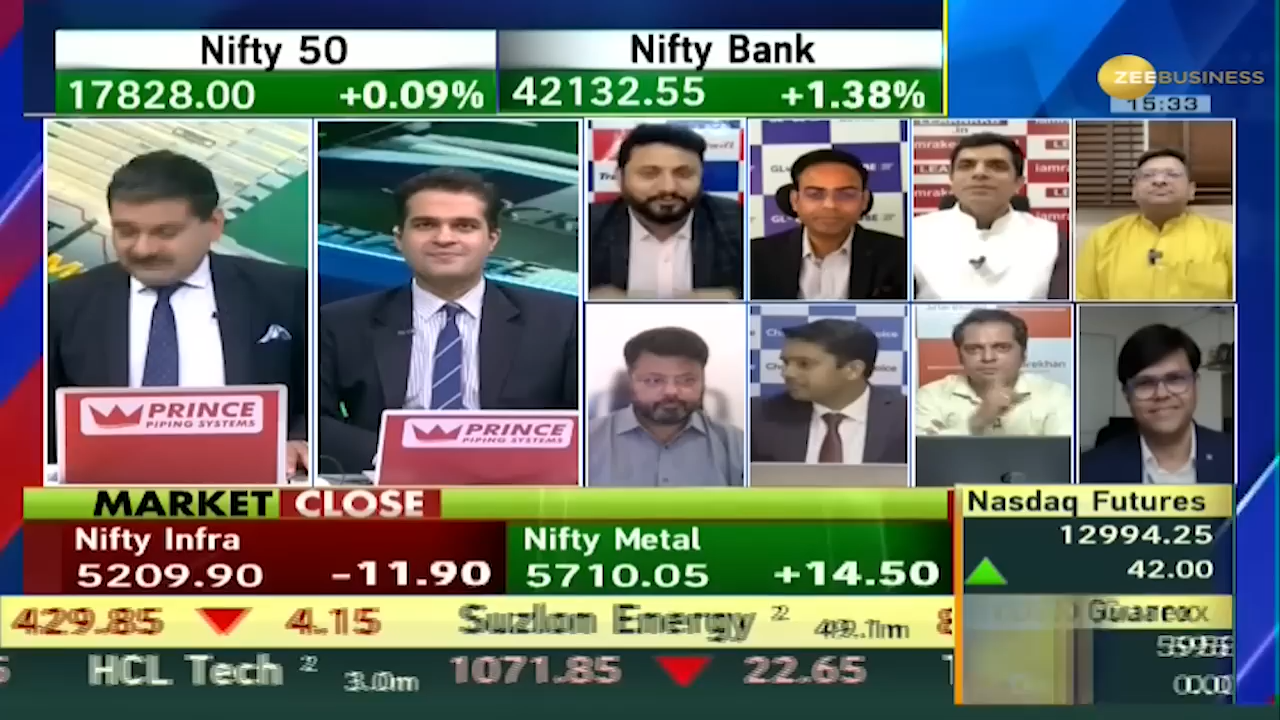 Nifty 50
17828.00 +0.09%
Nifty Bank
42132.55 +1.38%
ZEEBUSINESS
15:33
PRINCE
PIPING SYSTEMS
PRINCE
PIPING SYSTEMS
MARKET CLOSE
Nifty Infra
5209.90 -11.90
Nifty Metal
5710.05 +14.50
Nasdaq Futures
12994.25
42.00
429.85 4.15 Suzlon Energy
HCL Tech 3.0m 1071.85 22.65